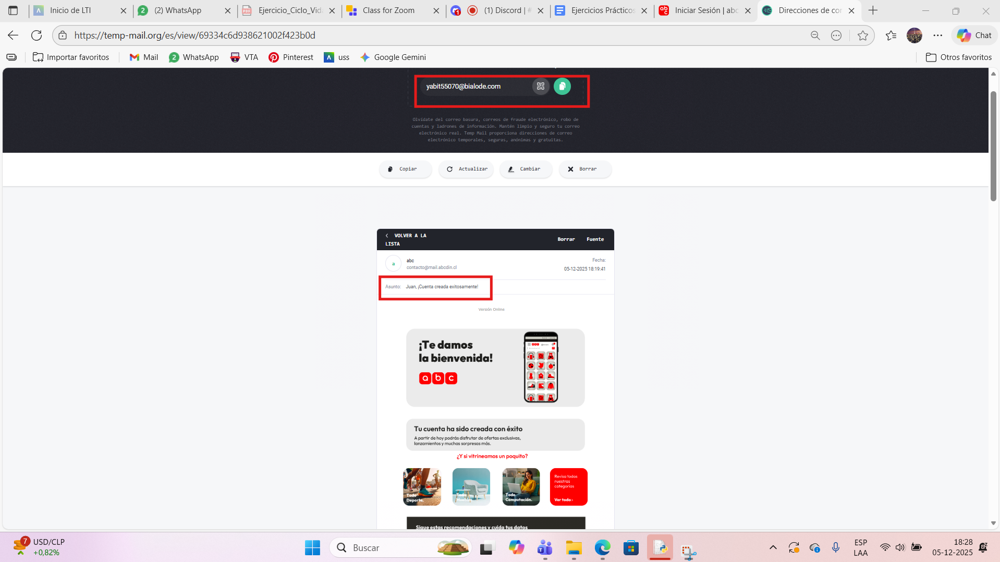 Inicio de LTI
(2) WhatsApp
Ejercicio_Ciclo_Vid
Class for Zoom
(1) Discord | #
Ejercicios Prácticos
Iniciar Sesión | abc
Direcciones de cor
https://temp-mail.org/es/view/69334c6d938621002f423b0d
Chat
Importar favoritos
Mail
WhatsApp
VTA
Pinterest
uss
Google Gemini
Otros favoritos
yabit55070@bialode.com
Olvídate del correo basura, correos de fraude electrónico, robo de
cuentas y ladrones de información. Mantén limpio y seguro tu correo
electrónico real. Temp Mail proporciona direcciones de correo
electrónico temporales, seguras, anónimas y gratuitas.
Copiar
Actualizar
Cambiar
Borrar
VOLVER A LA
LISTA
Borrar
Fuente
a
abc
contacto@mail.abcdin.cl
Fecha:
05-12-2025 18:19:41
Asunto: Juan, ¡Cuenta creada exitosamente!
Versión Online
¡Te damos
la bienvenida!
abc
Tu cuenta ha sido creada con éxito
A partir de hoy podrás disfrutar de ofertas exclusivas,
lanzamientos y muchas sorpresas más.
¿Y si vitrineamos un poquito?
Todo
Deporte.
Todo
Muebles.
Todo
Computación.
Revisa todas
nuestras
categorías
Ver todo ›
Sigue estas recomendaciones y cuida tus datos
7
USD/CLP
+0,82%
Buscar
ESP
LAA
18:28
05-12-2025